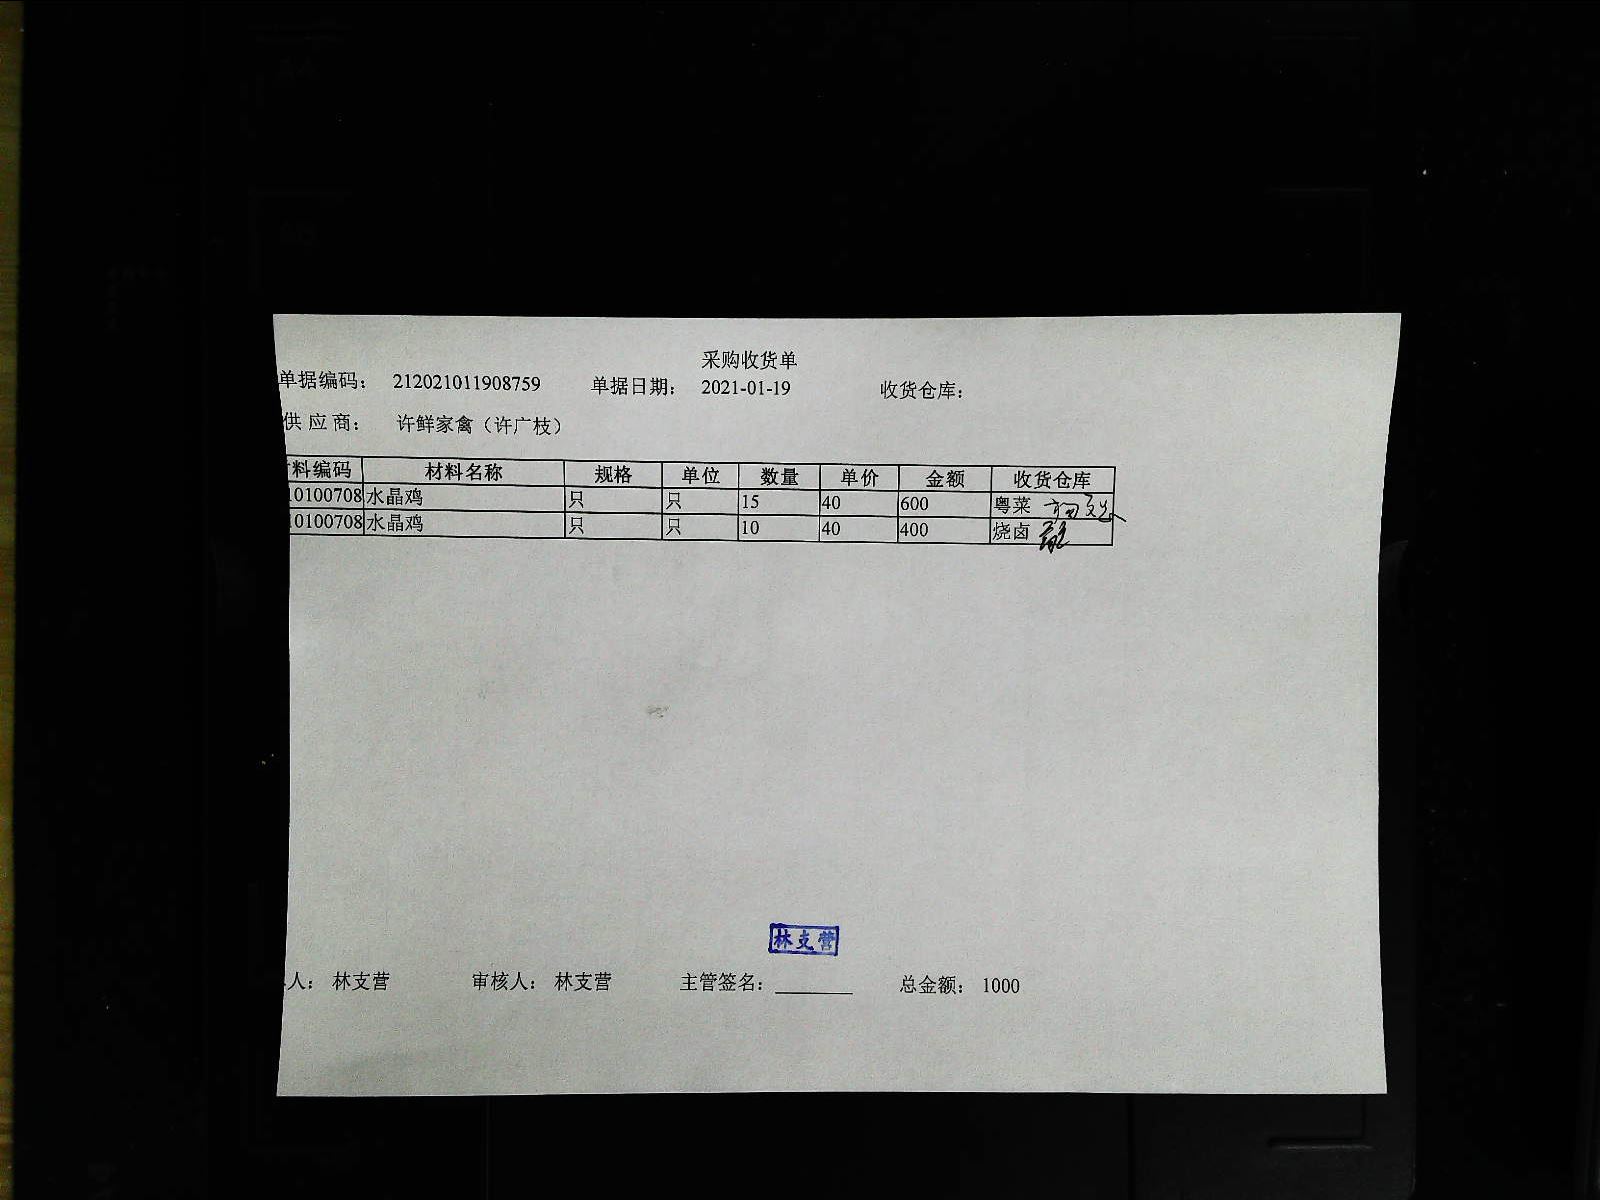 采购收货单
单据编码： 212021011908759 单据日期： 2021-01-19 收货仓库：
供 应 商： 许鲜家禽（许广枝）
料编码 材料名称 规格 单位 数量 单价 金额 收货仓库
10100708 水晶鸡 只 只 15 40 600 粤菜
10100708 水晶鸡 只 只 10 40 400 烧卤
林支营
人： 林支营 审核人： 林支营 主管签名： 总金额： 1000